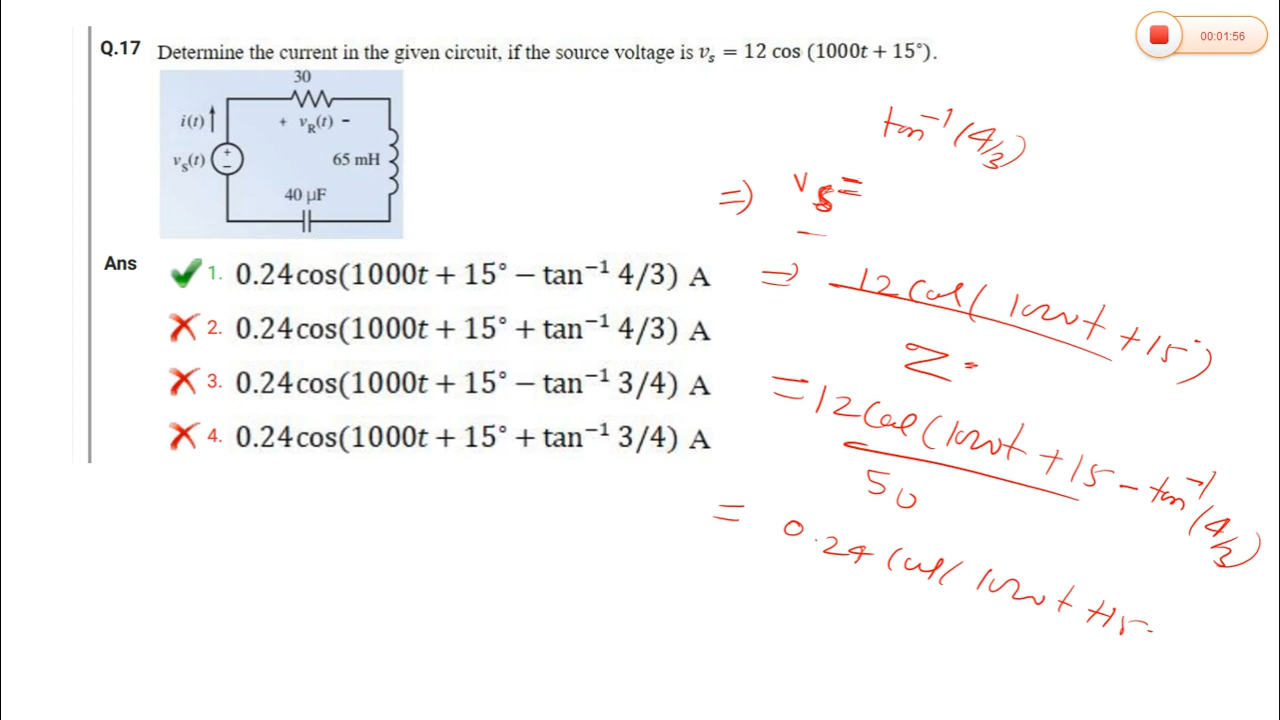 00:01:56
Q.17 Determine the current in the given circuit, if the source voltage is vₛ = 12 cos (1000t + 15°).
30
i(t)
+ v_R(t) -
v_s(t)
65 mH
40 μF
tan⁻¹(4/3)
⇒ vs =
Ans
1. 0.24cos(1000t + 15° − tan⁻¹ 4/3) A
2. 0.24cos(1000t + 15° + tan⁻¹ 4/3) A
3. 0.24cos(1000t + 15° − tan⁻¹ 3/4) A
4. 0.24cos(1000t + 15° + tan⁻¹ 3/4) A
⇒ 12 cos(1000t + 15°)
Z
= 12 cos(1000t + 15 - tan⁻¹(4/3)
50
= 0.24 cos( 1000t + 15-